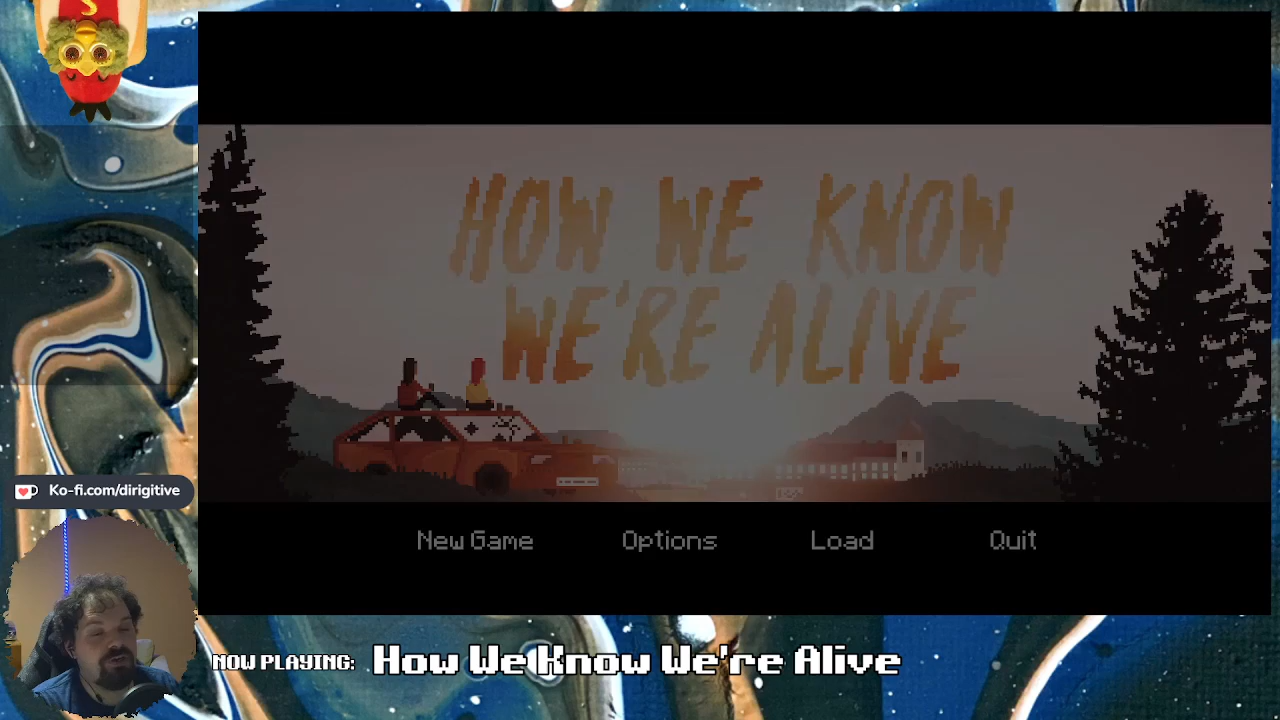 HOW WE KNOW
WE'RE ALIVE
New Game
Options
Load
Quit
Ko-fi.com/dirigitive
NOW PLAYING: How We Know We're Alive